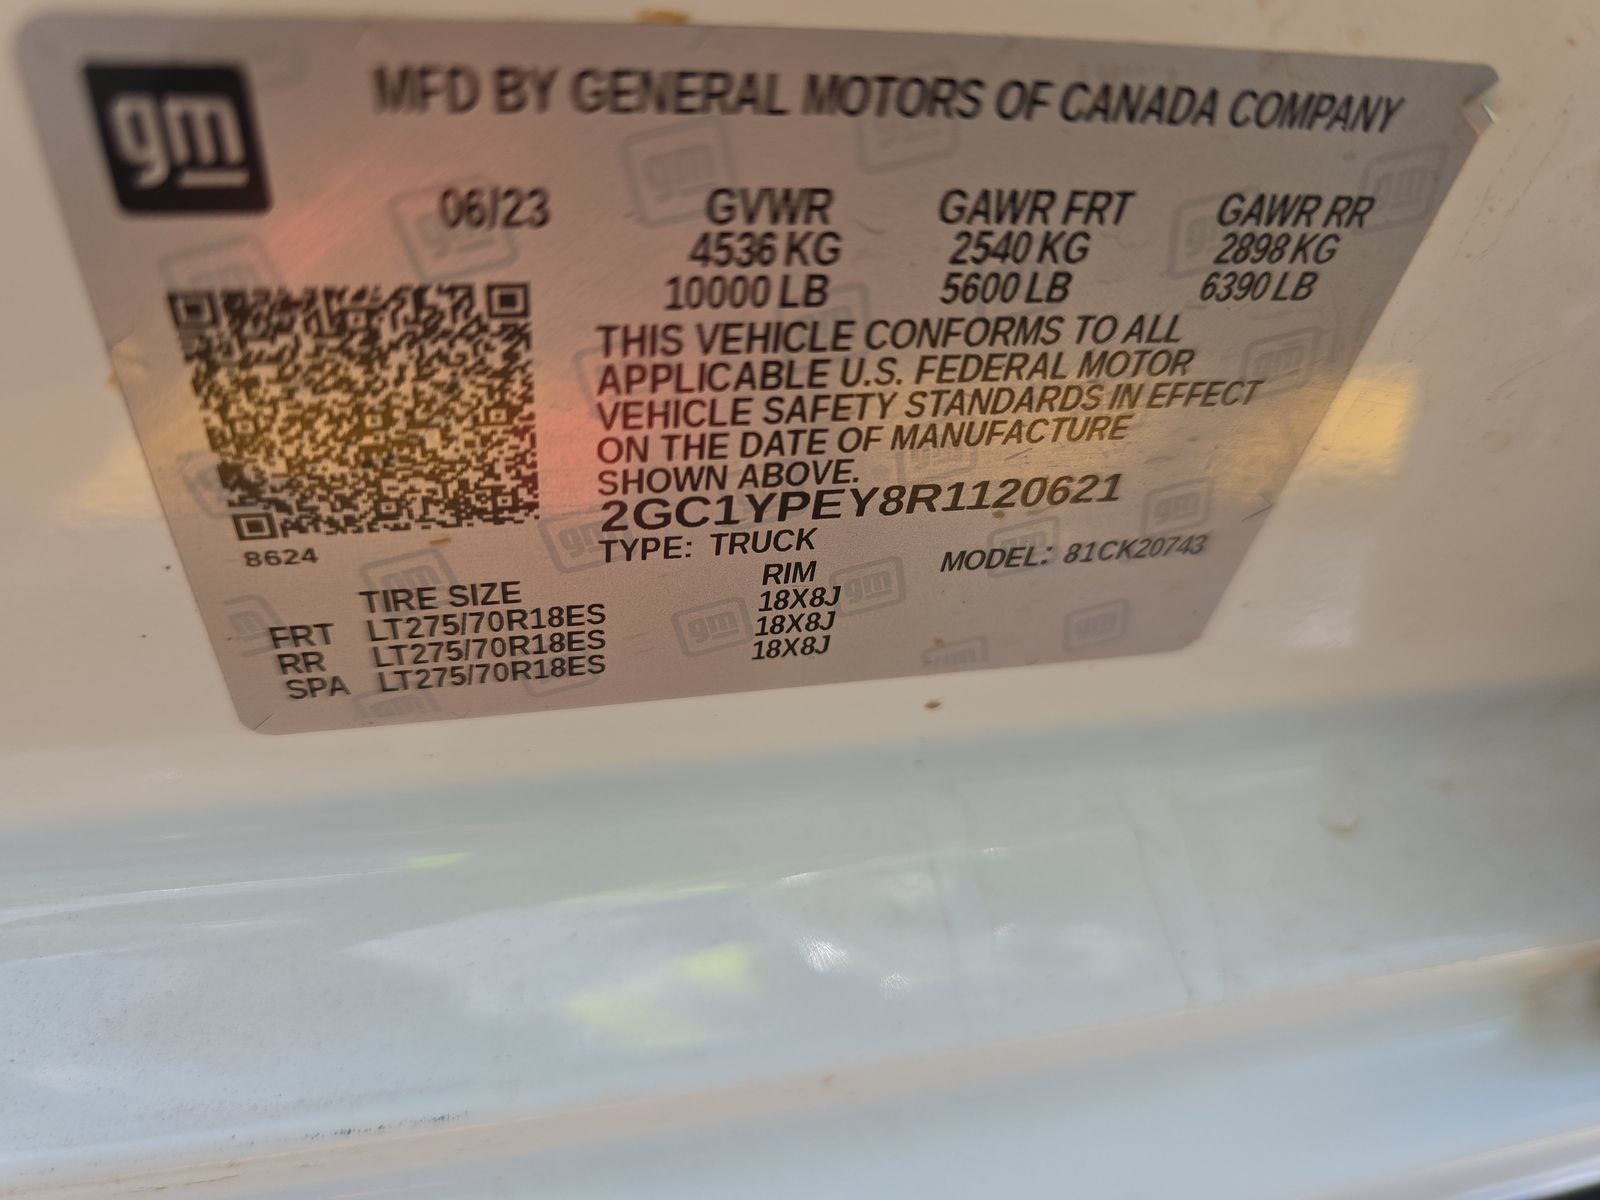 gm
MFD BY GENERAL MOTORS OF CANADA COMPANY
06/23 GVWR GAWR FRT GAWR RR
4536 KG 2540 KG 2898 KG
10000 LB 5600 LB 6390 LB
THIS VEHICLE CONFORMS TO ALL
APPLICABLE U.S. FEDERAL MOTOR
VEHICLE SAFETY STANDARDS IN EFFECT
ON THE DATE OF MANUFACTURE
SHOWN ABOVE.
2GC1YPEY8R1120621
8624
TYPE: TRUCK MODEL: 81CK20743
TIRE SIZE RIM
FRT LT275/70R18ES 18X8J
RR LT275/70R18ES 18X8J
SPA LT275/70R18ES 18X8J